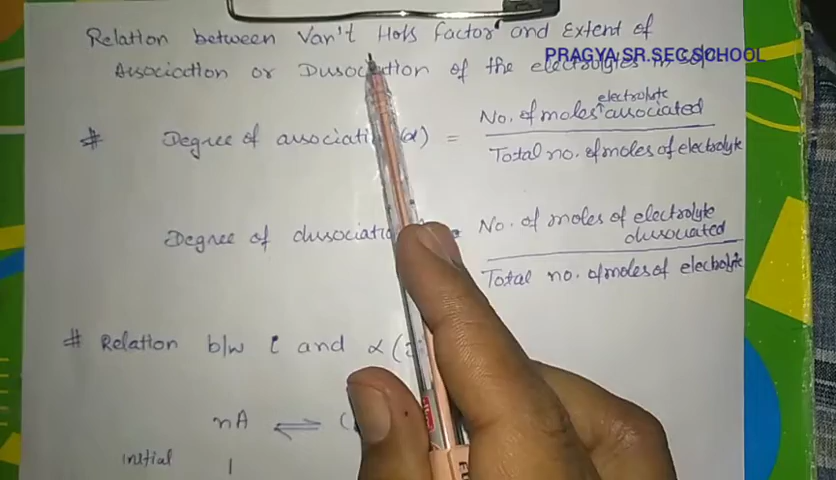 Relation between Van't Hoff Factor and Extent of
PRAGYA SR.SEC.SCHOOL
Association or Dissociation of the electrolytes in
# Degree of association (α) = No. of moles electrolyte associated
Total no. of moles of electrolyte
Degree of dissociation No. of moles of electrolyte
dissociated
Total no. of moles of electrolyte
# Relation b/w i and α (
nA ⇌ (
initial 1